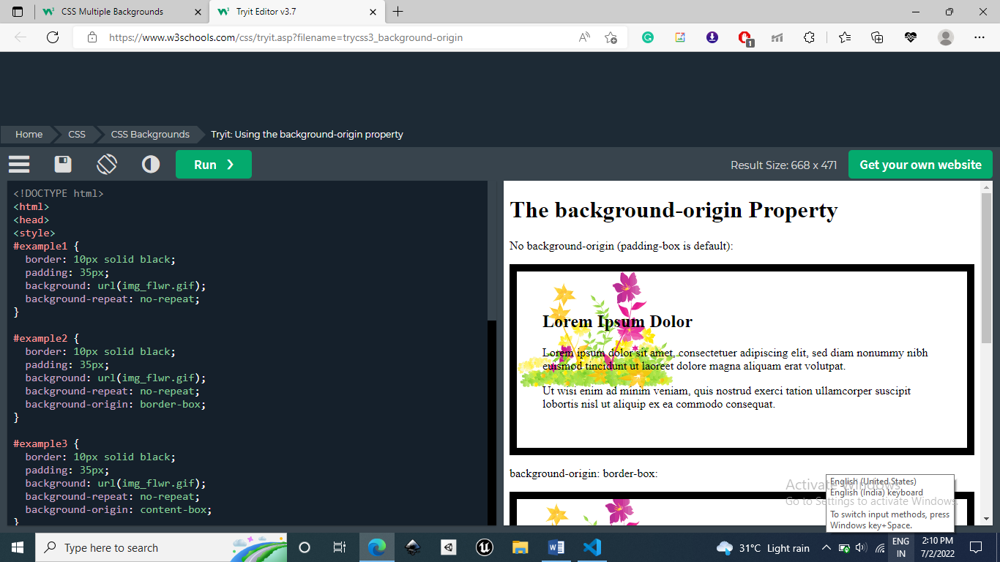 CSS Multiple Backgrounds
Tryit Editor v3.7
https://www.w3schools.com/css/tryit.asp?filename=trycss3_background-origin
1
Home
CSS
CSS Backgrounds
Tryit: Using the background-origin property
Run ❯
Result Size: 668 x 471
Get your own website
<!DOCTYPE html>
<html>
<head>
<style>
#example1 {
  border: 10px solid black;
  padding: 35px;
  background: url(img_flwr.gif);
  background-repeat: no-repeat;
}
#example2 {
  border: 10px solid black;
  padding: 35px;
  background: url(img_flwr.gif);
  background-repeat: no-repeat;
  background-origin: border-box;
}
#example3 {
  border: 10px solid black;
  padding: 35px;
  background: url(img_flwr.gif);
  background-repeat: no-repeat;
  background-origin: content-box;
}
The background-origin Property
No background-origin (padding-box is default):
Lorem Ipsum Dolor
Lorem ipsum dolor sit amet, consectetuer adipiscing elit, sed diam nonummy nibh
euismod tincidunt ut laoreet dolore magna aliquam erat volutpat.
Ut wisi enim ad minim veniam, quis nostrud exerci tation ullamcorper suscipit
lobortis nisl ut aliquip ex ea commodo consequat.
background-origin: border-box:
Activate Windows
Go to Settings to activate Windows.
English (United States)
English (India) keyboard
To switch input methods, press
Windows key+Space.
Type here to search
31°C Light rain
ENG
IN
2:10 PM
7/2/2022